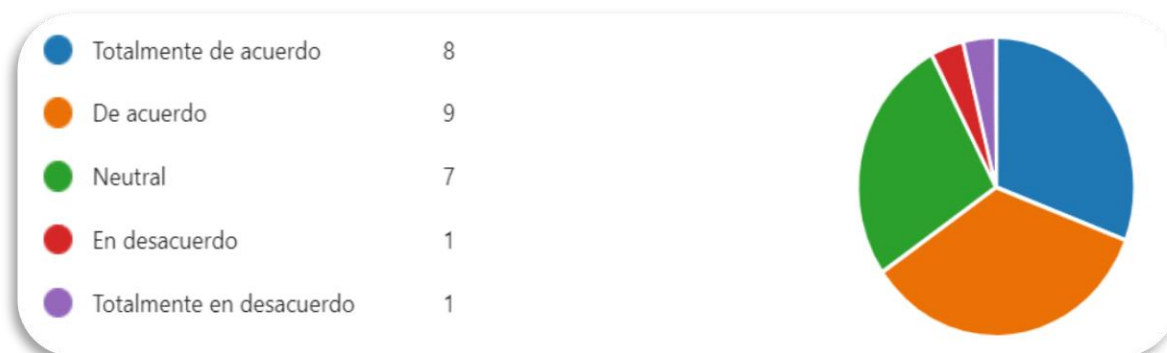 Totalmente de acuerdo 8
De acuerdo 9
Neutral 7
En desacuerdo 1
Totalmente en desacuerdo 1